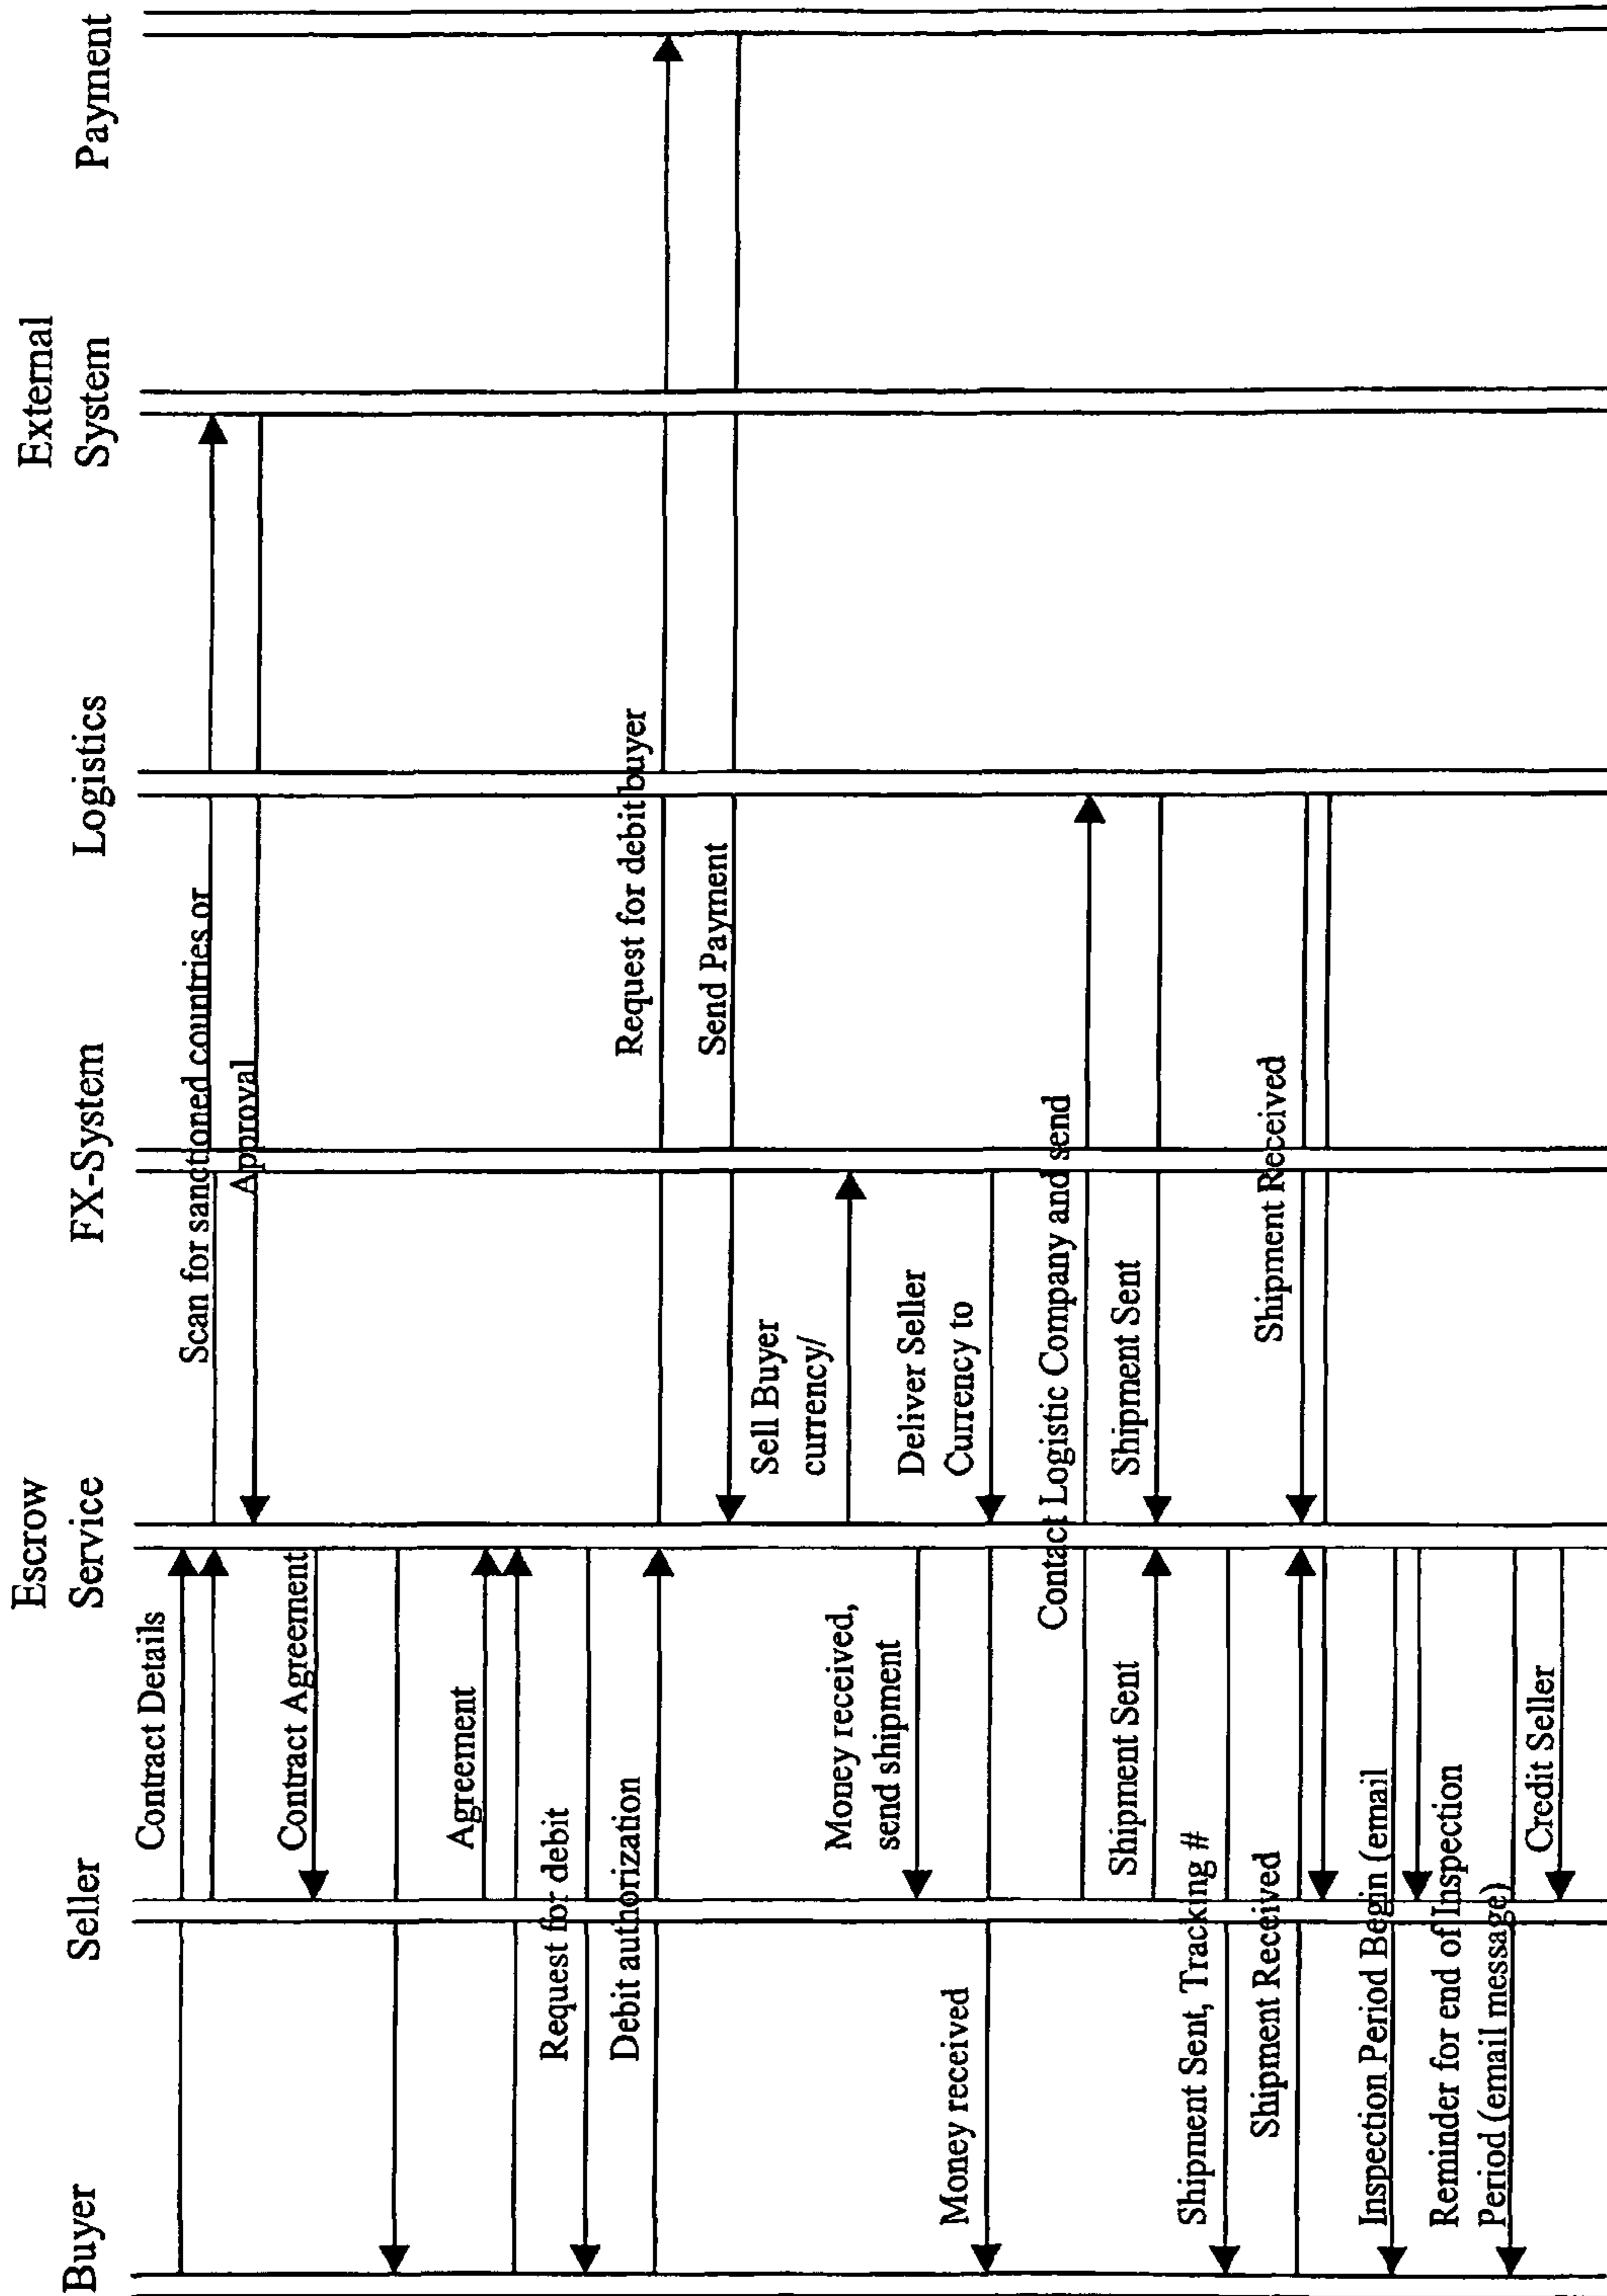 Buyer
Seller
Escrow
Service
FX-System
Logistics
External
System
Payment
Contract Details
Scan for sanctioned countries or
Approval
Contract Agreement
Agreement
Request for debit
Debit authorization
Request for debit buyer
Send Payment
Sell Buyer
currency/
Money received,
send shipment
Deliver Seller
Currency to
Money received
Contact Logistic Company and send
Shipment Sent
Shipment Sent
Shipment Sent, Tracking #
Shipment Received
Shipment Received
Inspection Period Begin (email
Reminder for end of Inspection
Period (email message)
Credit Seller